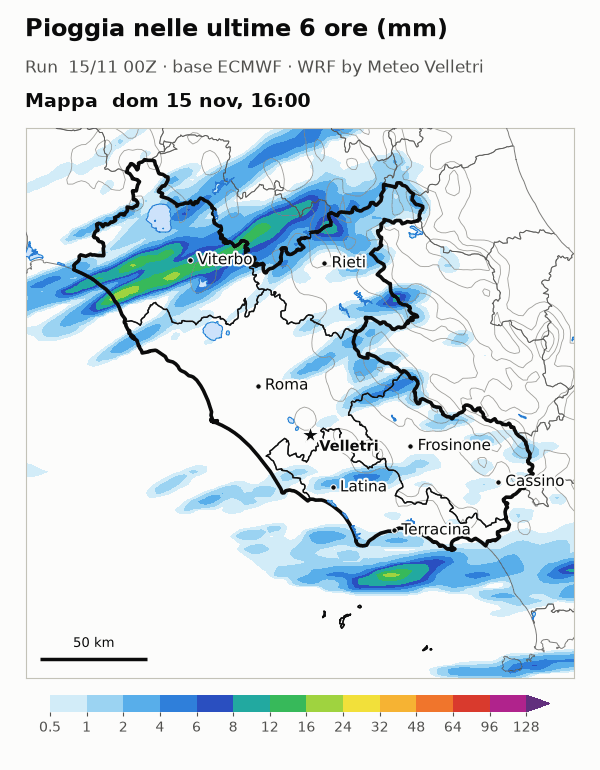 Pioggia nelle ultime 6 ore (mm)
Run  15/11 00Z · base ECMWF · WRF by Meteo Velletri
Mappa  dom 15 nov, 16:00
Viterbo
Rieti
Roma
Velletri
Frosinone
Latina
Cassino
Terracina
50 km
0.5 1 2 4 6 8 12 16 24 32 48 64 96 128